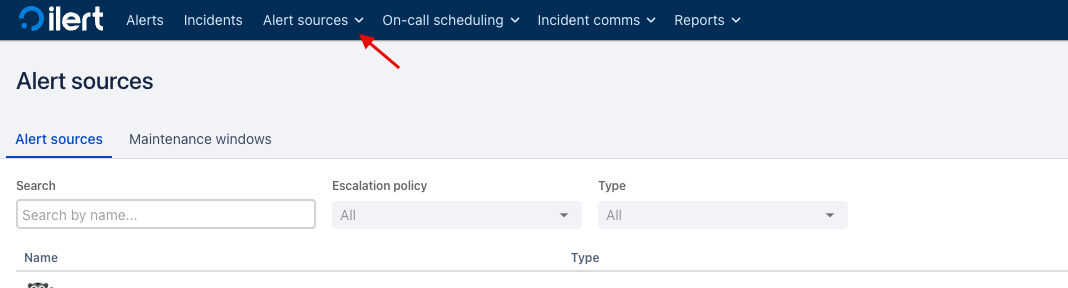 ilert Alerts Incidents Alert sources On-call scheduling Incident comms Reports
Alert sources
Alert sources Maintenance windows
Search Escalation policy Type
Search by name... All All
Name Type